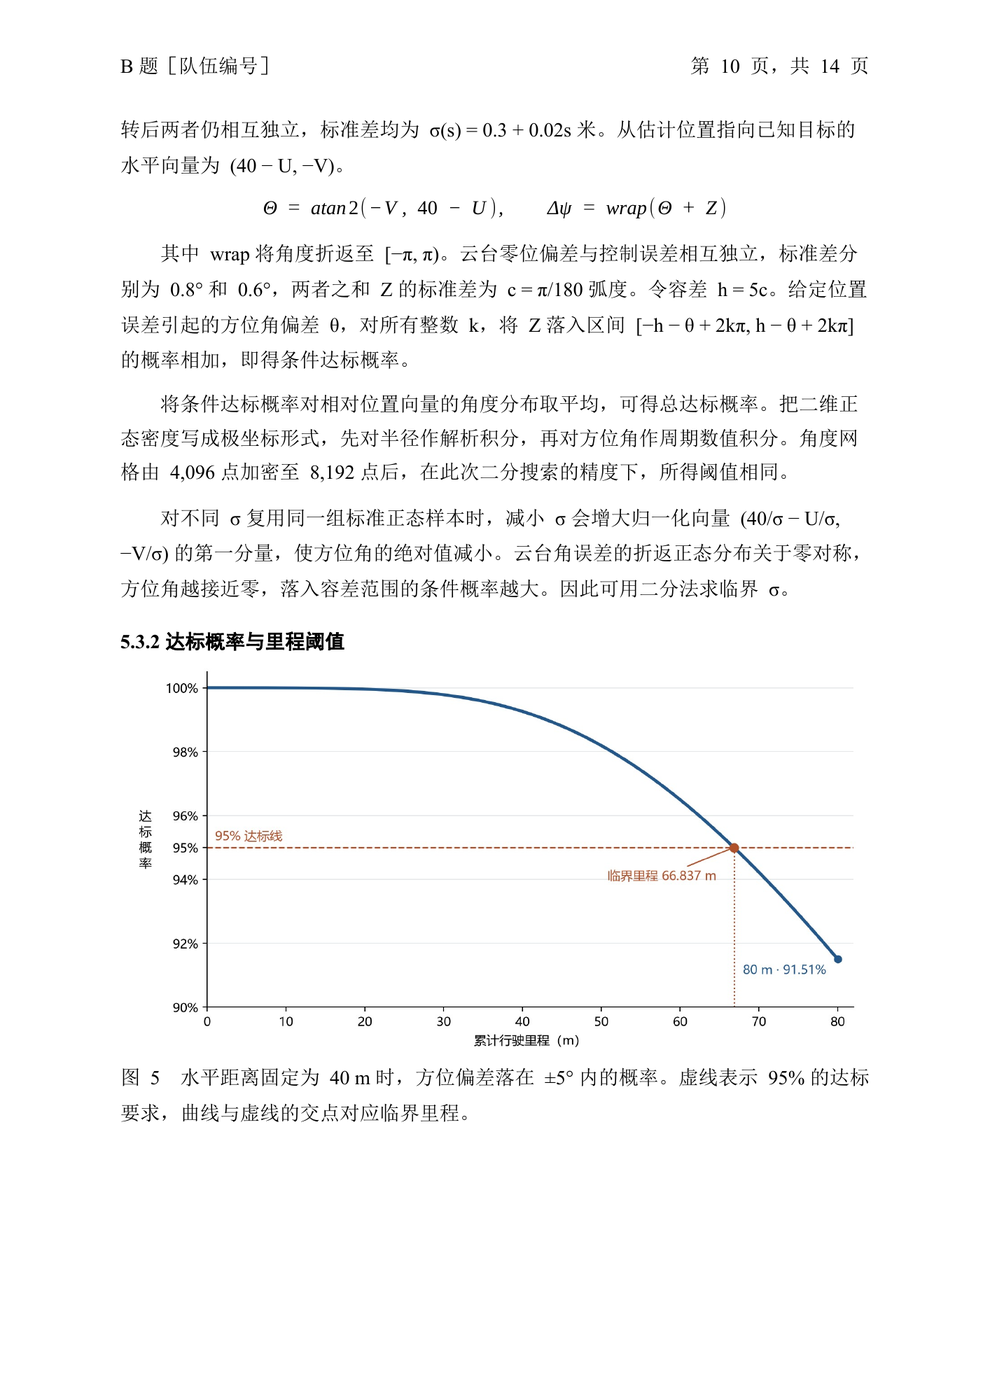 B 题［队伍编号］
第 10 页，共 14 页
转后两者仍相互独立，标准差均为 σ(s) = 0.3 + 0.02s 米。从估计位置指向已知目标的
水平向量为 (40 − U, −V)。
Θ = atan2(−V , 40 − U), Δψ = wrap(Θ + Z)
其中 wrap 将角度折返至 [−π, π)。云台零位偏差与控制误差相互独立，标准差分
别为 0.8° 和 0.6°，两者之和 Z 的标准差为 c = π/180 弧度。令容差 h = 5c。给定位置
误差引起的方位角偏差 θ，对所有整数 k，将 Z 落入区间 [−h − θ + 2kπ, h − θ + 2kπ]
的概率相加，即得条件达标概率。
将条件达标概率对相对位置向量的角度分布取平均，可得总达标概率。把二维正
态密度写成极坐标形式，先对半径作解析积分，再对方位角作周期数值积分。角度网
格由 4,096 点加密至 8,192 点后，在此次二分搜索的精度下，所得阈值相同。
对不同 σ 复用同一组标准正态样本时，减小 σ 会增大归一化向量 (40/σ − U/σ,
−V/σ) 的第一分量，使方位角的绝对值减小。云台角误差的折返正态分布关于零对称，
方位角越接近零，落入容差范围的条件概率越大。因此可用二分法求临界 σ。
5.3.2 达标概率与里程阈值
100%
98%
96%
95%
94%
92%
90%
达标概率
95% 达标线
临界里程 66.837 m
80 m · 91.51%
0 10 20 30 40 50 60 70 80
累计行驶里程（m）
图 5 水平距离固定为 40 m 时，方位偏差落在 ±5° 内的概率。虚线表示 95% 的达标
要求，曲线与虚线的交点对应临界里程。